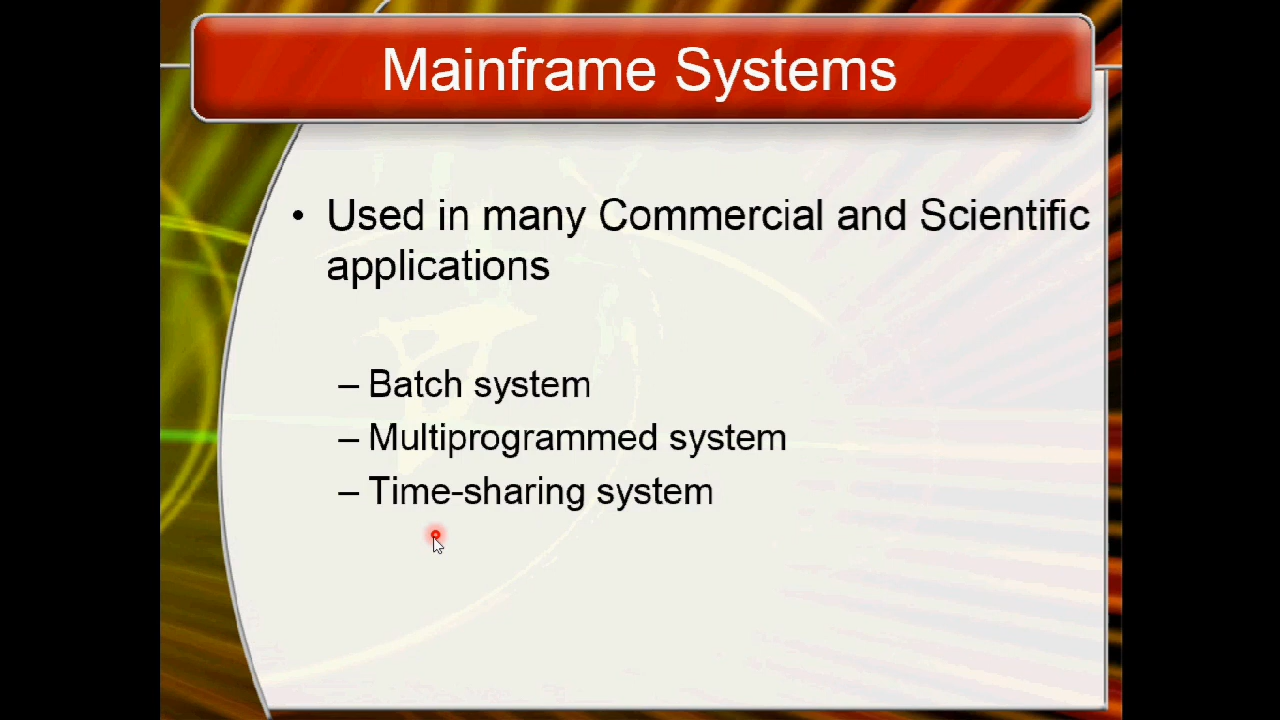 Mainframe Systems
• Used in many Commercial and Scientific
applications
– Batch system
– Multiprogrammed system
– Time-sharing system